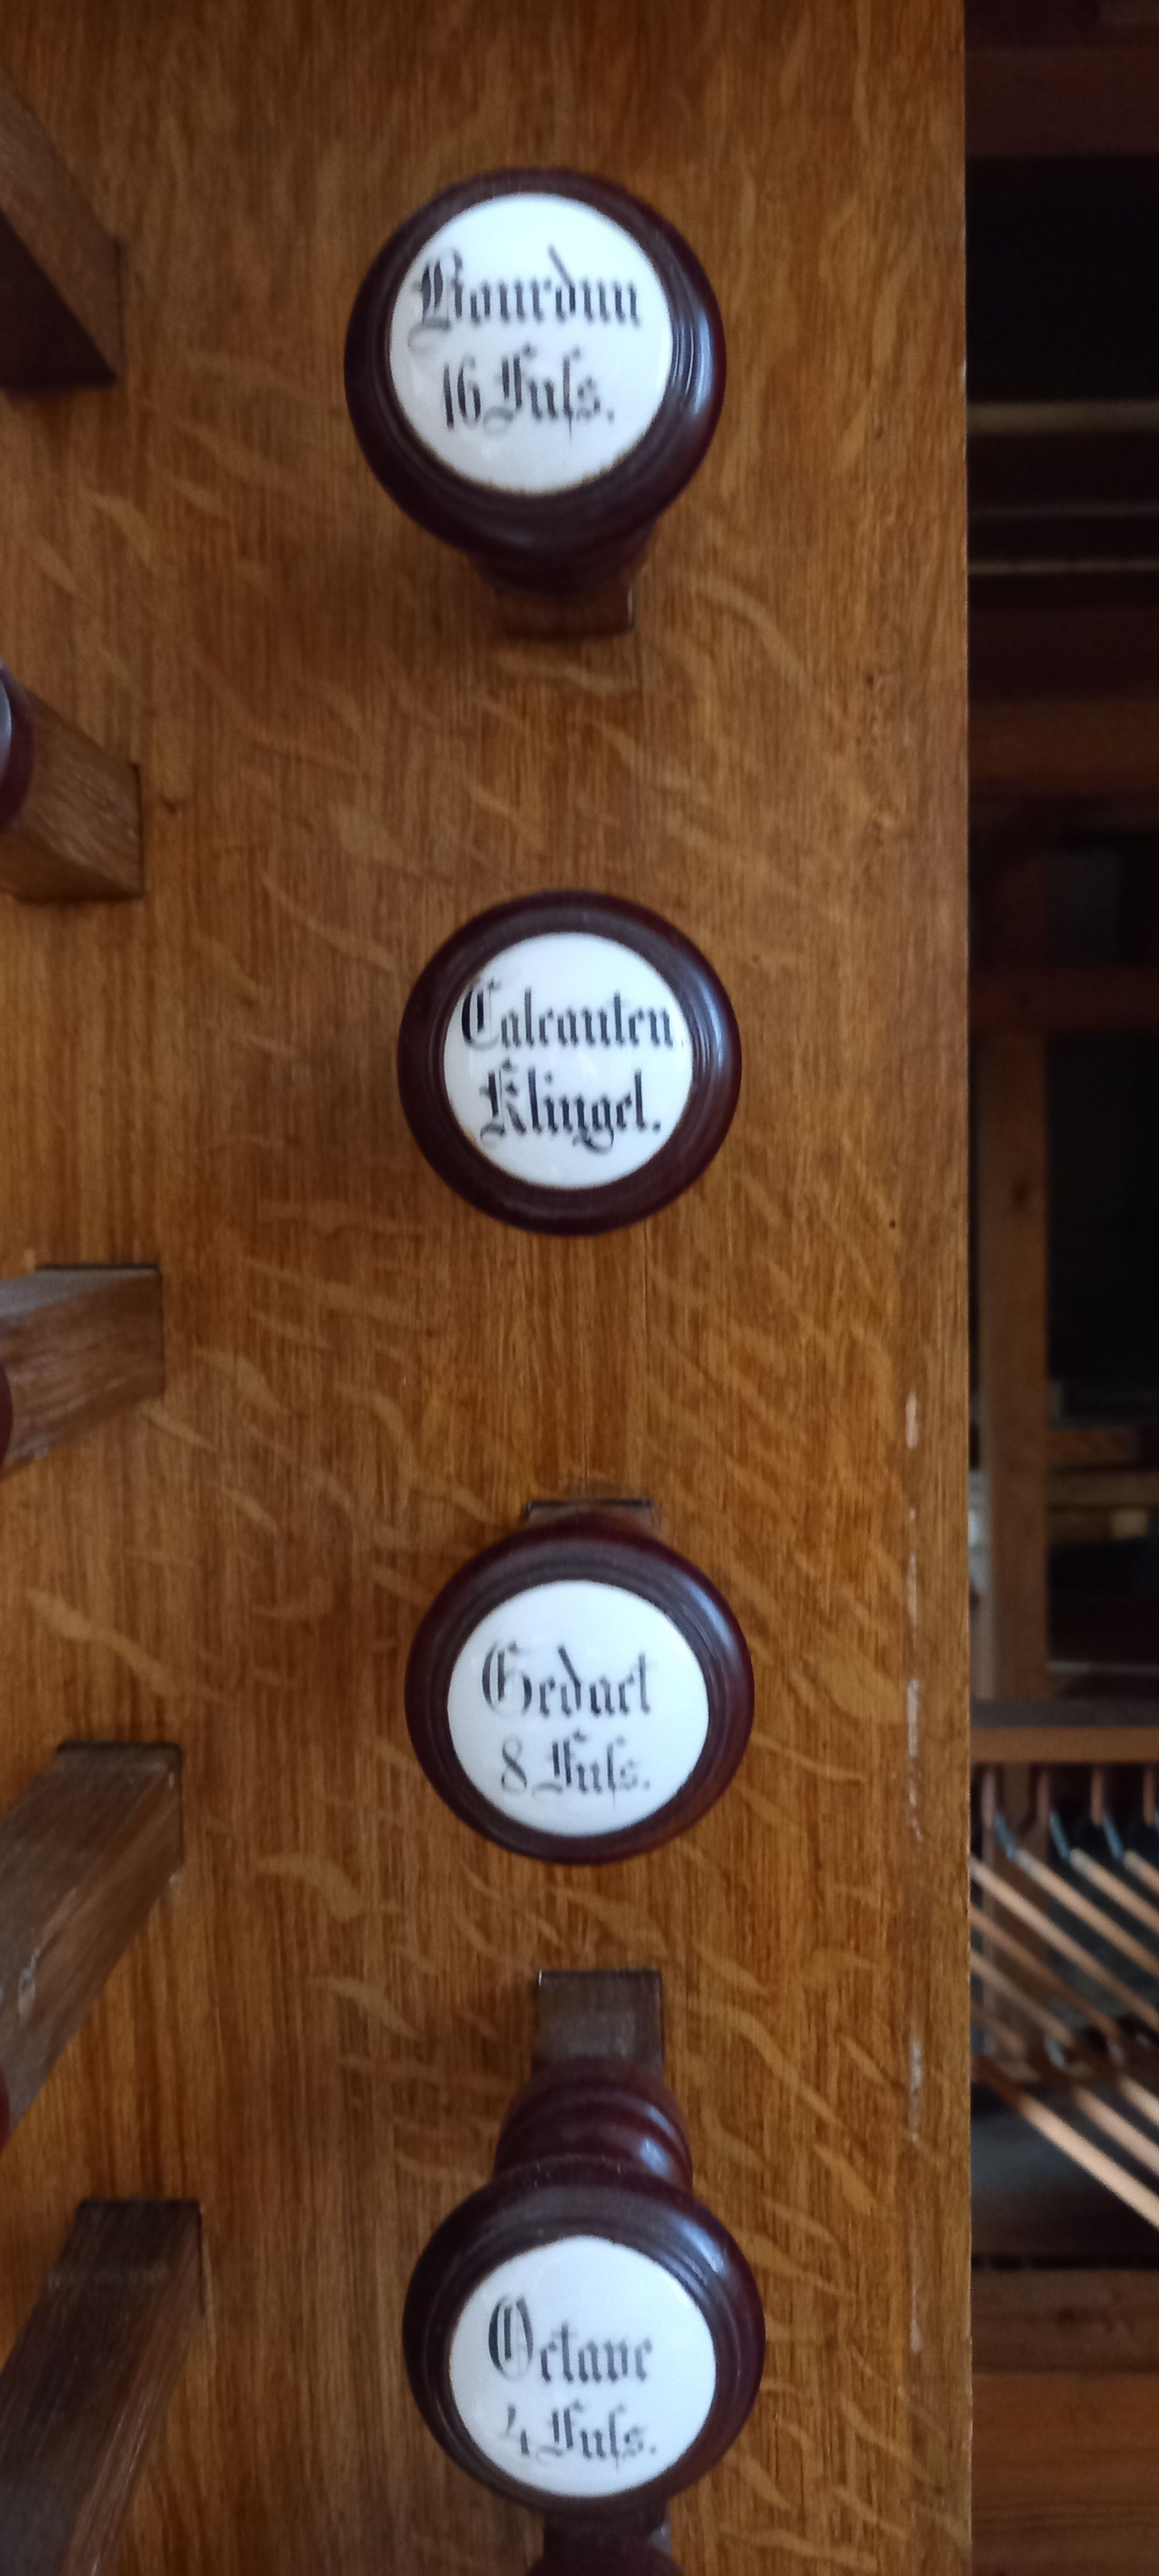 Bourdun
16 Fuſs.
Calcanten
Klingel.
Gedact
8 Fuſs.
Octave
4 Fuſs.